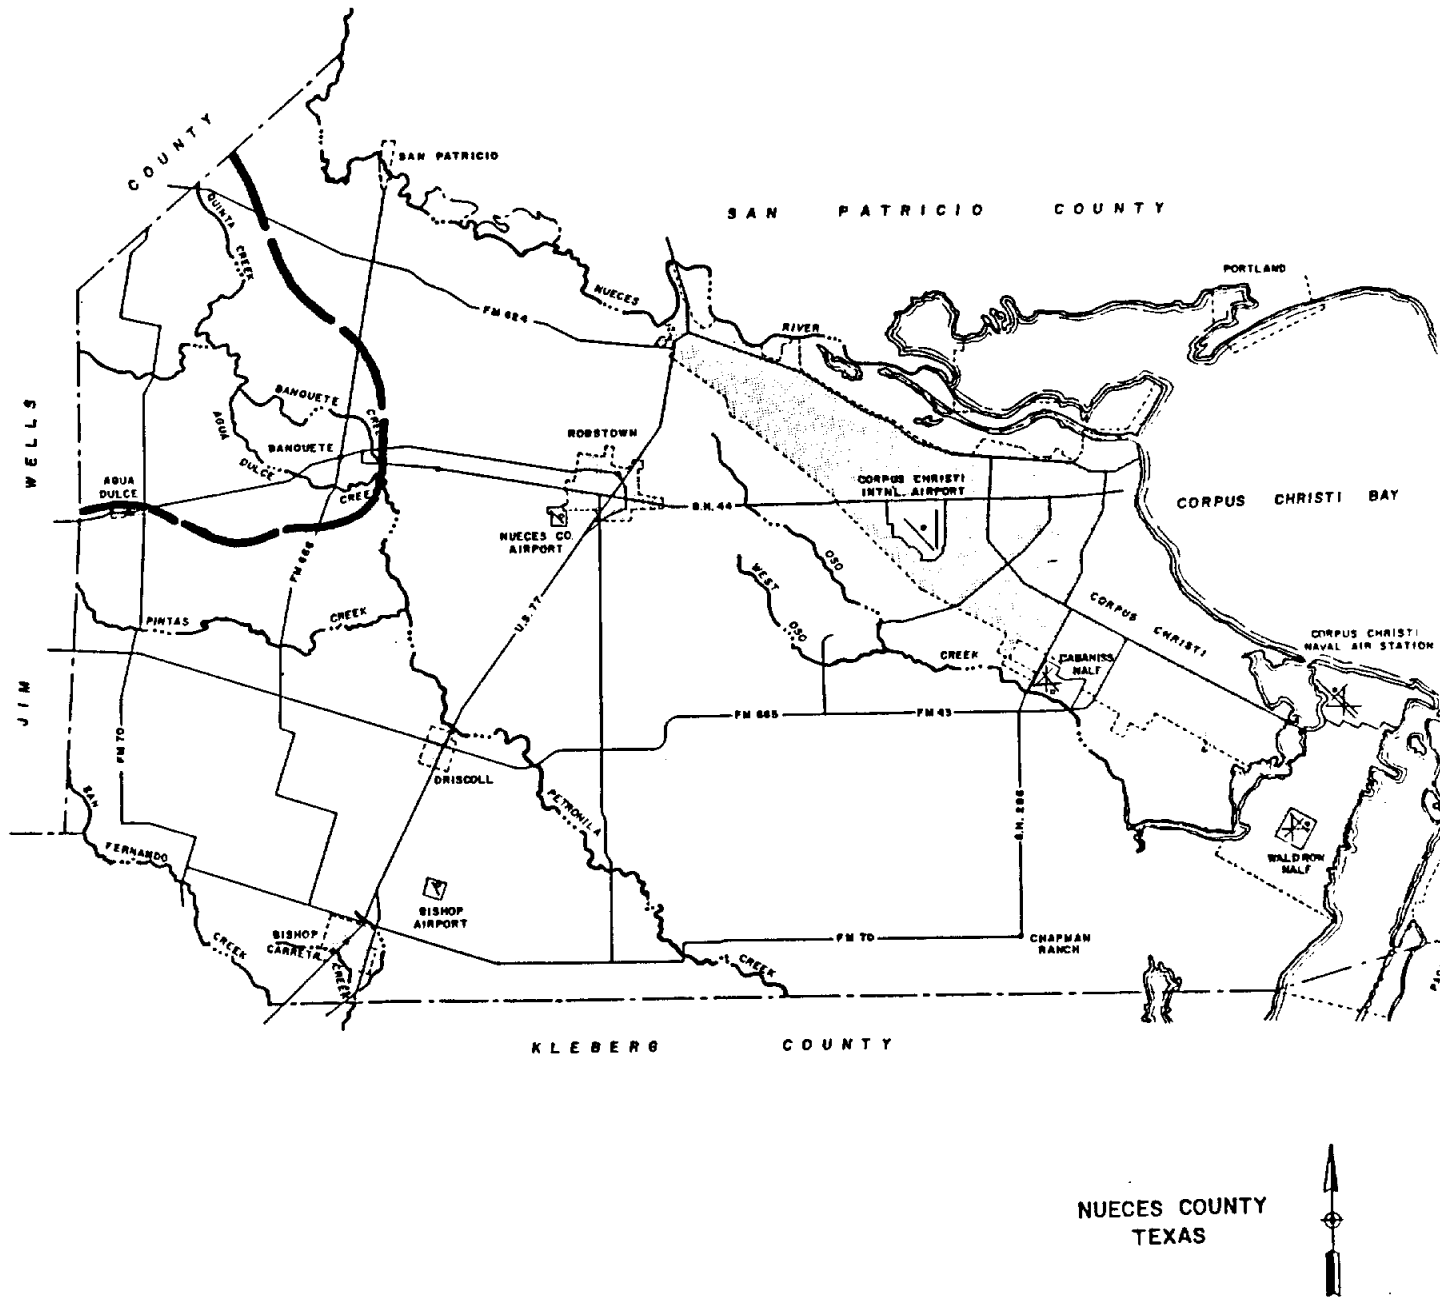 COUNTY
SAN PATRICIO
SAN PATRICIO COUNTY
QUINTA
CREEK
PORTLAND
NUECES
FM 624
RIVER
BANQUETE
CREEK
AGUA
DULCE
CREEK
BANQUETE
ROBSTOWN
WELLS
JIM
AGUA
DULCE
CORPUS CHRISTI
INTNL. AIRPORT
CORPUS CHRISTI BAY
S.H. 44
NUECES CO.
AIRPORT
FM 666
OSO
WEST
OSO
CREEK
CORPUS CHRISTI
U.S. 77
PINTAS
CREEK
CORPUS CHRISTI
NAVAL AIR STATION
CABANISS
NALF
FM 665
FM 43
FM 70
DRISCOLL
SAN
FERNANDO
CREEK
PETRONILA
CREEK
S.H. 286
WALDRON
NALF
BISHOP
AIRPORT
BISHOP
CARRETA
CREEK
FM 70
CHAPMAN
RANCH
KLEBERG COUNTY
NUECES COUNTY
TEXAS